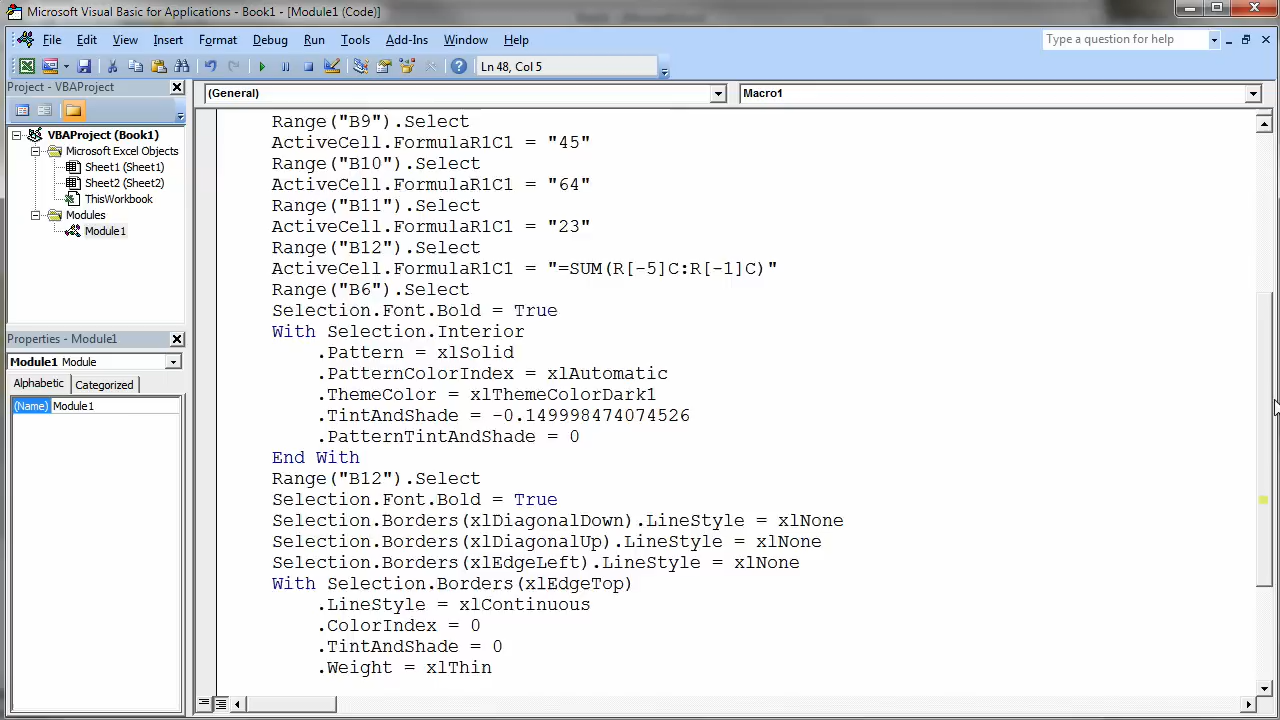 Microsoft Visual Basic for Applications - Book1 - [Module1 (Code)]
File Edit View Insert Format Debug Run Tools Add-Ins Window Help
Type a question for help
Ln 48, Col 5
Project - VBAProject
(General)
Macro1
VBAProject (Book1)
Microsoft Excel Objects
Sheet1 (Sheet1)
Sheet2 (Sheet2)
ThisWorkbook
Modules
Module1
Properties - Module1
Module1 Module
Alphabetic Categorized
(Name) Module1
Range("B9").Select
ActiveCell.FormulaR1C1 = "45"
Range("B10").Select
ActiveCell.FormulaR1C1 = "64"
Range("B11").Select
ActiveCell.FormulaR1C1 = "23"
Range("B12").Select
ActiveCell.FormulaR1C1 = "=SUM(R[-5]C:R[-1]C)"
Range("B6").Select
Selection.Font.Bold = True
With Selection.Interior
.Pattern = xlSolid
.PatternColorIndex = xlAutomatic
.ThemeColor = xlThemeColorDark1
.TintAndShade = -0.149998474074526
.PatternTintAndShade = 0
End With
Range("B12").Select
Selection.Font.Bold = True
Selection.Borders(xlDiagonalDown).LineStyle = xlNone
Selection.Borders(xlDiagonalUp).LineStyle = xlNone
Selection.Borders(xlEdgeLeft).LineStyle = xlNone
With Selection.Borders(xlEdgeTop)
.LineStyle = xlContinuous
.ColorIndex = 0
.TintAndShade = 0
.Weight = xlThin